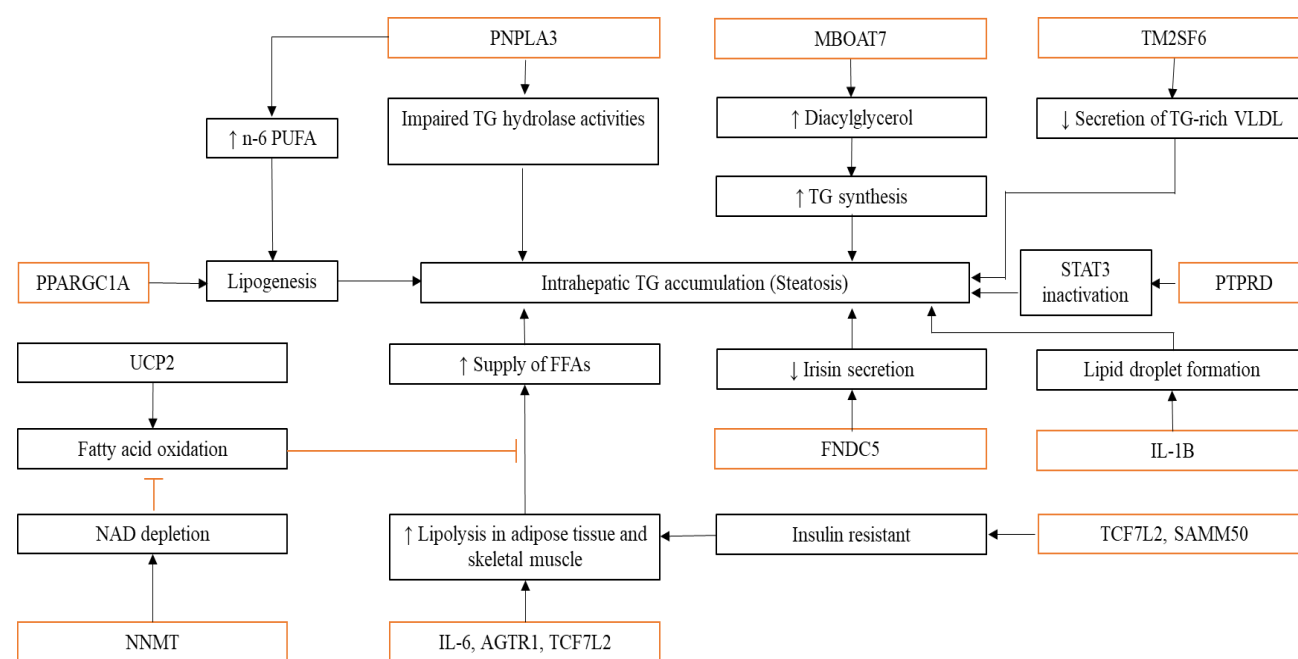 PNPLA3
MBOAT7
TM2SF6
↑ n-6 PUFA
Impaired TG hydrolase activities
↑ Diacylglycerol
↓ Secretion of TG-rich VLDL
↑ TG synthesis
PPARGC1A
Lipogenesis
Intrahepatic TG accumulation (Steatosis)
STAT3
inactivation
PTPRD
UCP2
↑ Supply of FFAs
↓ Irisin secretion
Lipid droplet formation
Fatty acid oxidation
FNDC5
IL-1B
NAD depletion
↑ Lipolysis in adipose tissue and
skeletal muscle
Insulin resistant
TCF7L2, SAMM50
NNMT
IL-6, AGTR1, TCF7L2